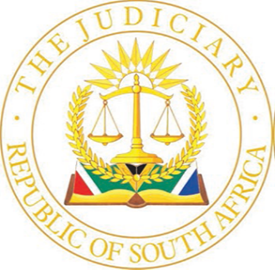 · THE JUDICIARY ·
REPUBLIC OF SOUTH AFRICA